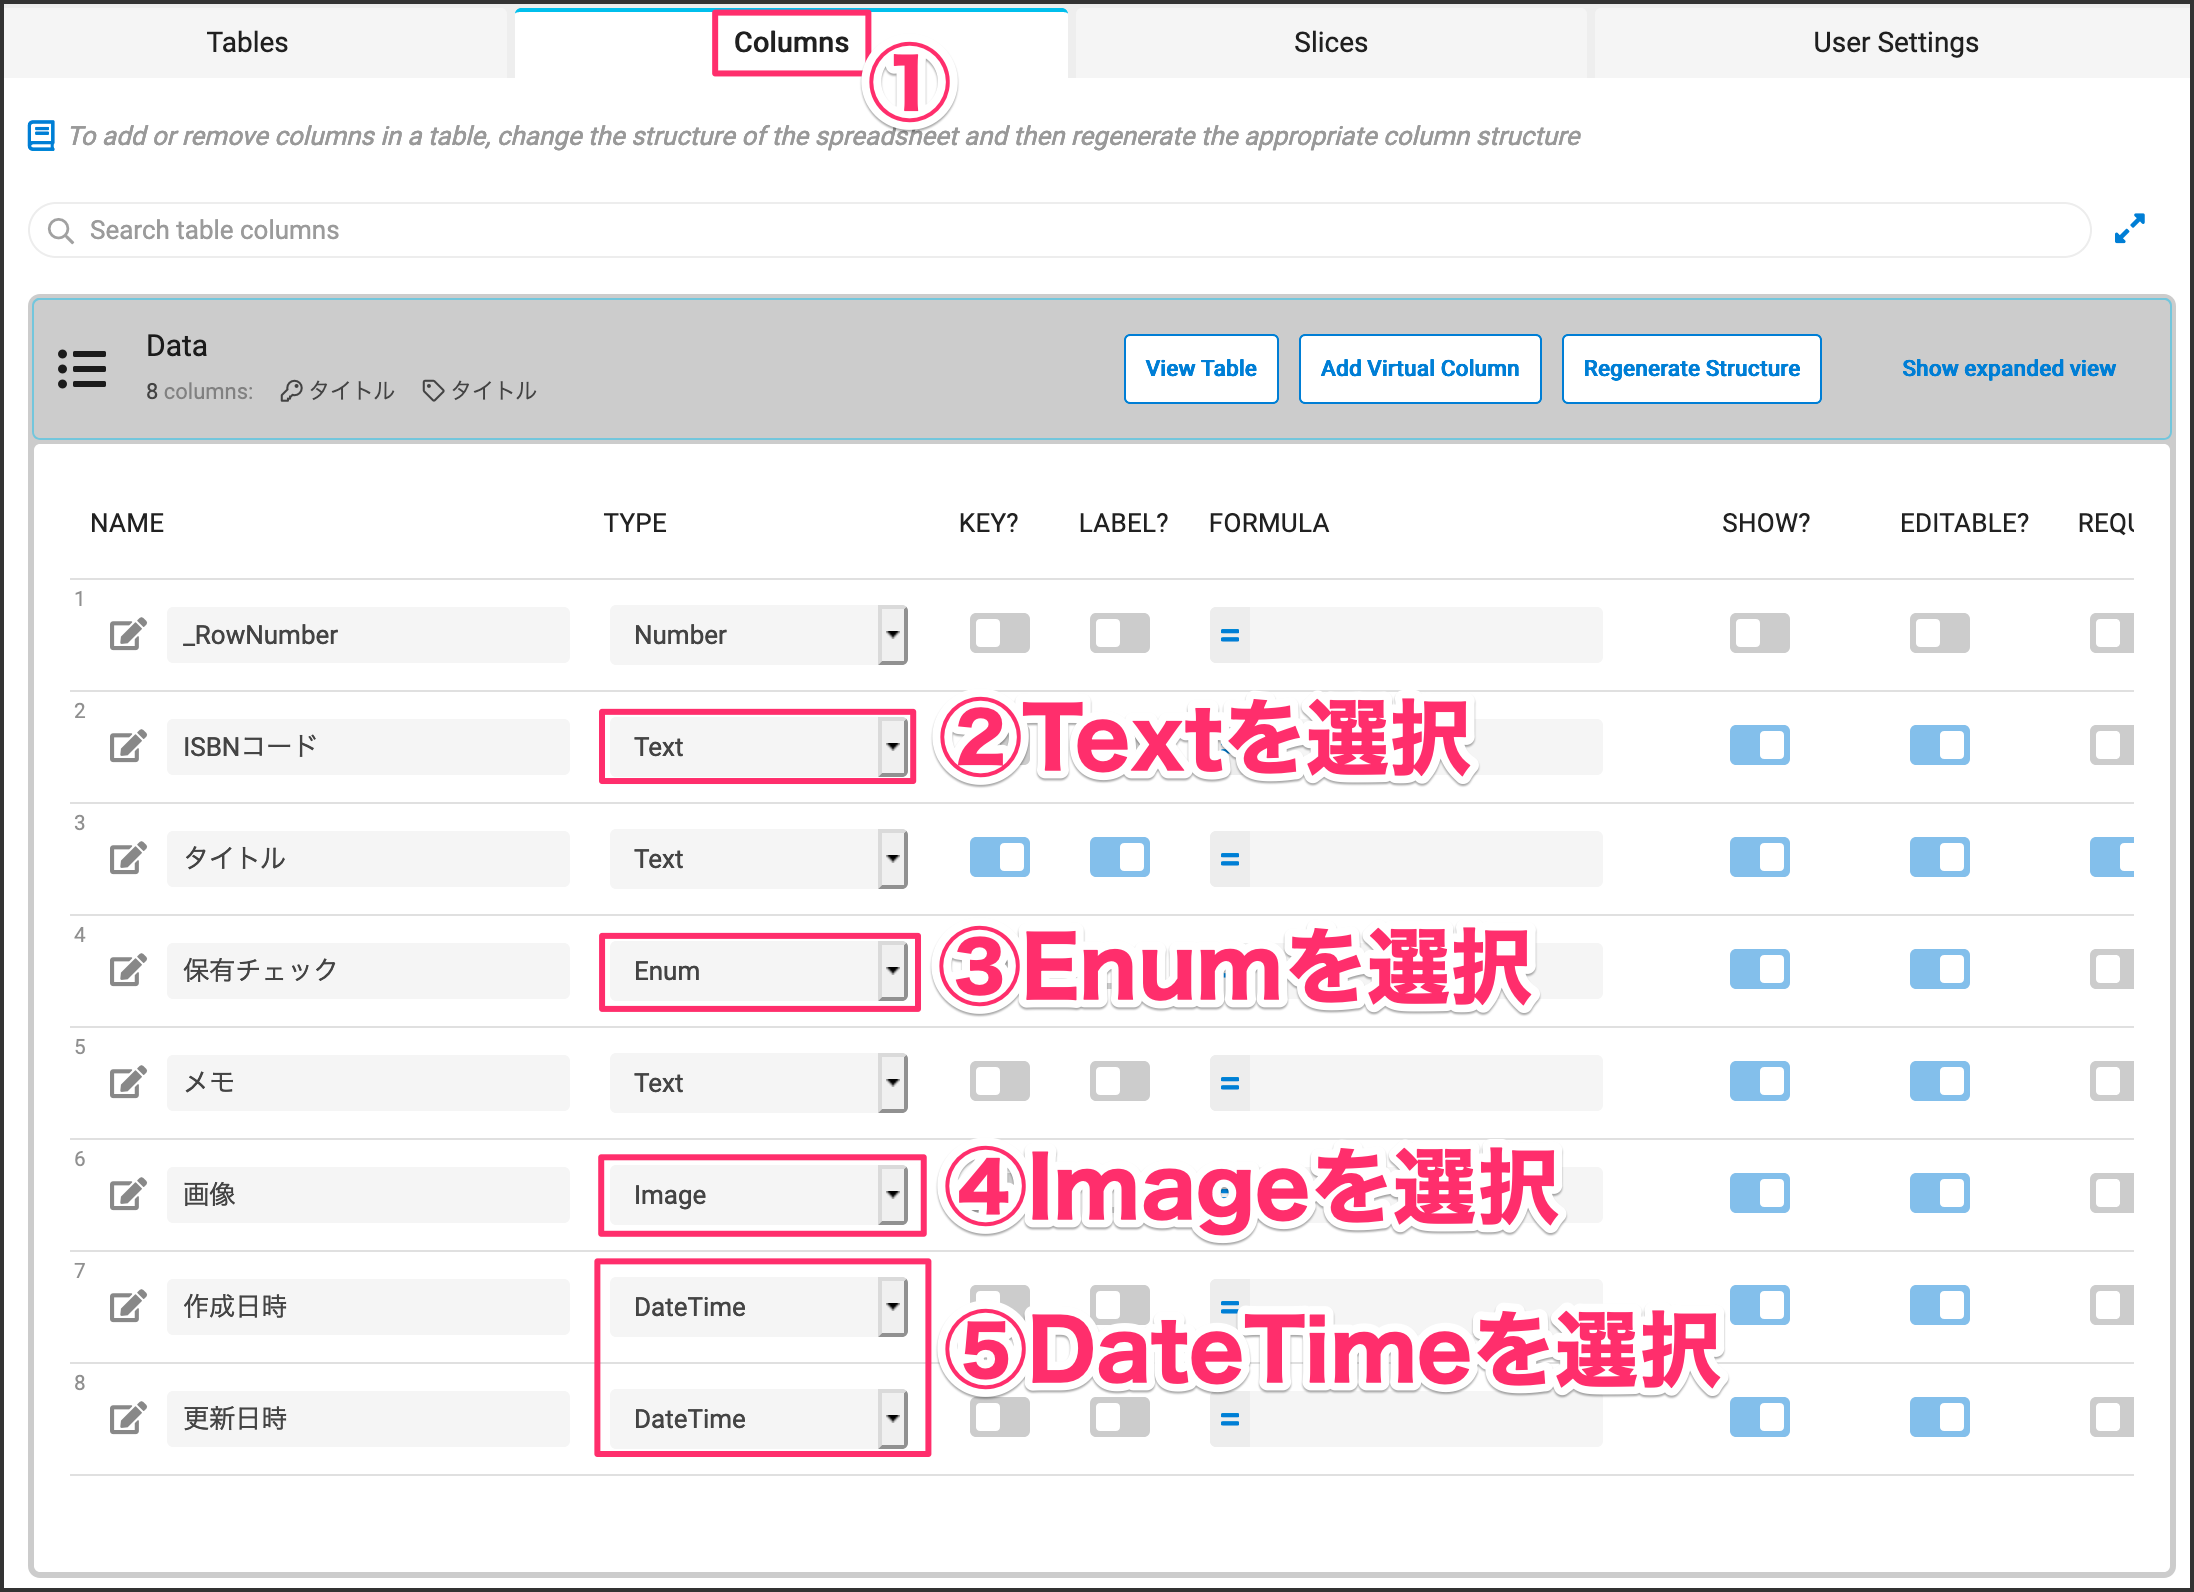 Tables
Columns
Slices
User Settings
①
To add or remove columns in a table, change the structure of the spreadsheet and then regenerate the appropriate column structure
Search table columns
Data
8 columns: タイトル タイトル
View Table
Add Virtual Column
Regenerate Structure
Show expanded view
NAME TYPE KEY? LABEL? FORMULA SHOW? EDITABLE? REQU
1
_RowNumber Number =
2
ISBNコード Text ②Textを選択
3
タイトル Text =
4
保有チェック Enum ③Enumを選択
5
メモ Text =
6
画像 Image ④Imageを選択
7
作成日時 DateTime =
⑤DateTimeを選択
8
更新日時 DateTime =